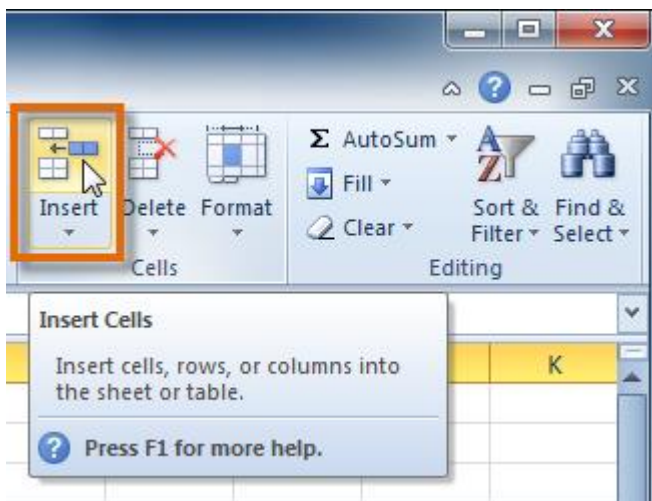 Σ AutoSum
Fill
Clear
Insert Delete Format
Sort & Find &
Filter Select
Cells Editing
Insert Cells
Insert cells, rows, or columns into
the sheet or table.
Press F1 for more help.
K